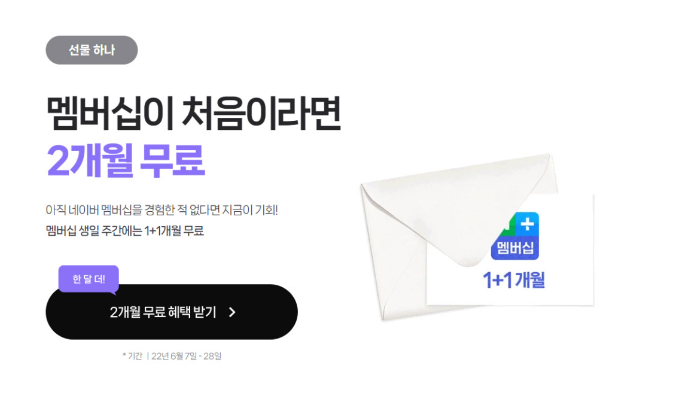 선물 하나
멤버십이 처음이라면
2개월 무료
아직 네이버 멤버십을 경험한 적 없다면 지금이 기회!
멤버십 생일 주간에는 1+1개월 무료
한 달 더!
2개월 무료 혜택 받기 >
* 기간 | 22년 6월 7일 - 28일
+
멤버십
1+1 개월